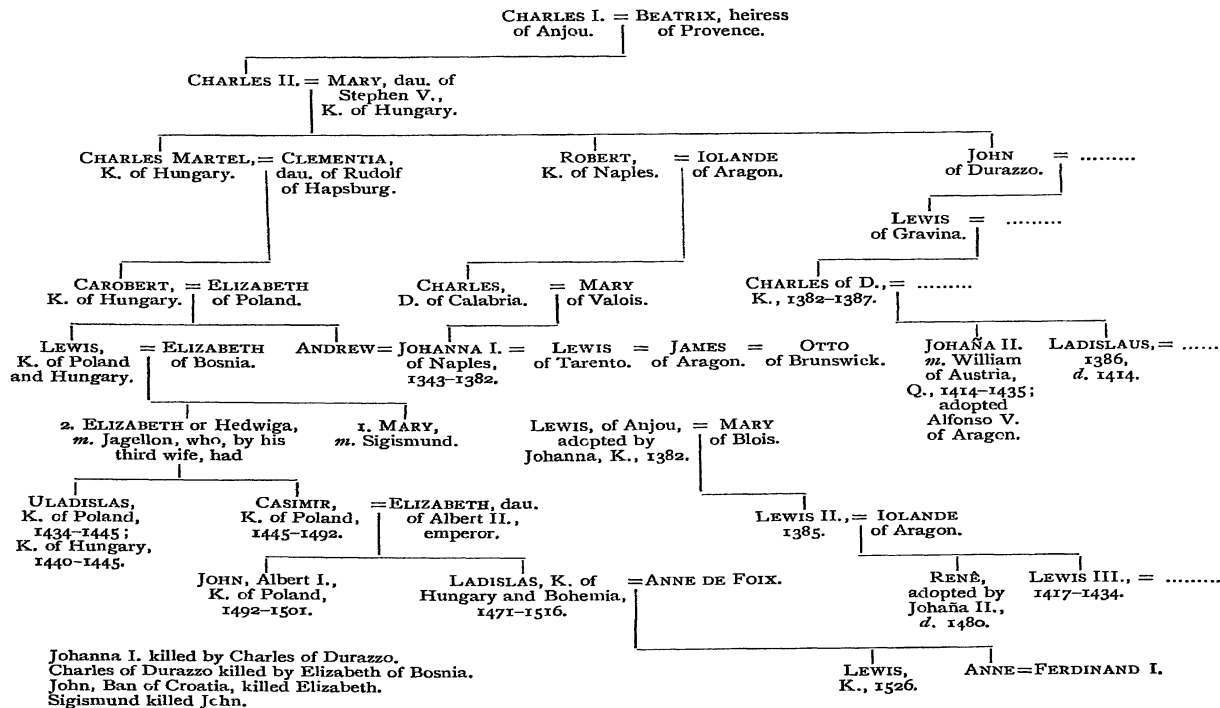 CHARLES I. = BEATRIX, heiress
of Anjou. of Provence.
CHARLES II. = MARY, dau. of
Stephen V.,
K. of Hungary.
CHARLES MARTEL, = CLEMENTIA,
K. of Hungary. dau. of Rudolf
of Hapsburg.
ROBERT, = IOLANDE
K. of Naples. of Aragon.
JOHN = .........
of Durazzo.
LEWIS = .........
of Gravina.
CAROBERT, = ELIZABETH
K. of Hungary. of Poland.
CHARLES, = MARY
D. of Calabria. of Valois.
CHARLES of D., = .........
K., 1382–1387.
LEWIS, = ELIZABETH
K. of Poland of Bosnia.
and Hungary.
ANDREW = JOHANNA I. = LEWIS = JAMES = OTTO
of Naples, of Tarento. of Aragon. of Brunswick.
1343–1382.
JOHAÑA II.
m. William
of Austria,
Q., 1414–1435;
adopted
Alfonso V.
of Aragon.
LADISLAUS, = ......
1386,
d. 1414.
2. ELIZABETH or Hedwiga,
m. Jagellon, who, by his
third wife, had
1. MARY,
m. Sigismund.
LEWIS, of Anjou, = MARY
adopted by of Blois.
Johanna, K., 1382.
ULADISLAS,
K. of Poland,
1434–1445;
K. of Hungary,
1440–1445.
CASIMIR, = ELIZABETH, dau.
K. of Poland, of Albert II.,
1445–1492. emperor.
LEWIS II., = IOLANDE
1385. of Aragon.
JOHN, Albert I.,
K. of Poland,
1492–1501.
LADISLAS, K. of = ANNE DE FOIX.
Hungary and Bohemia,
1471–1516.
RENÊ,
adopted by
Johaña II.,
d. 1480.
LEWIS III., = .........
1417–1434.
LEWIS,
K., 1526.
ANNE = FERDINAND I.
Johanna I. killed by Charles of Durazzo.
Charles of Durazzo killed by Elizabeth of Bosnia.
John, Ban of Croatia, killed Elizabeth.
Sigismund killed John.